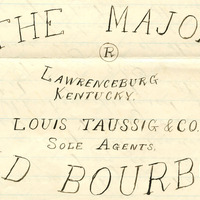 THE MAJO
R
LAWRENCEBURG
KENTUCKY.
LOUIS TAUSSIG & CO.
SOLE AGENTS.
D BOURB